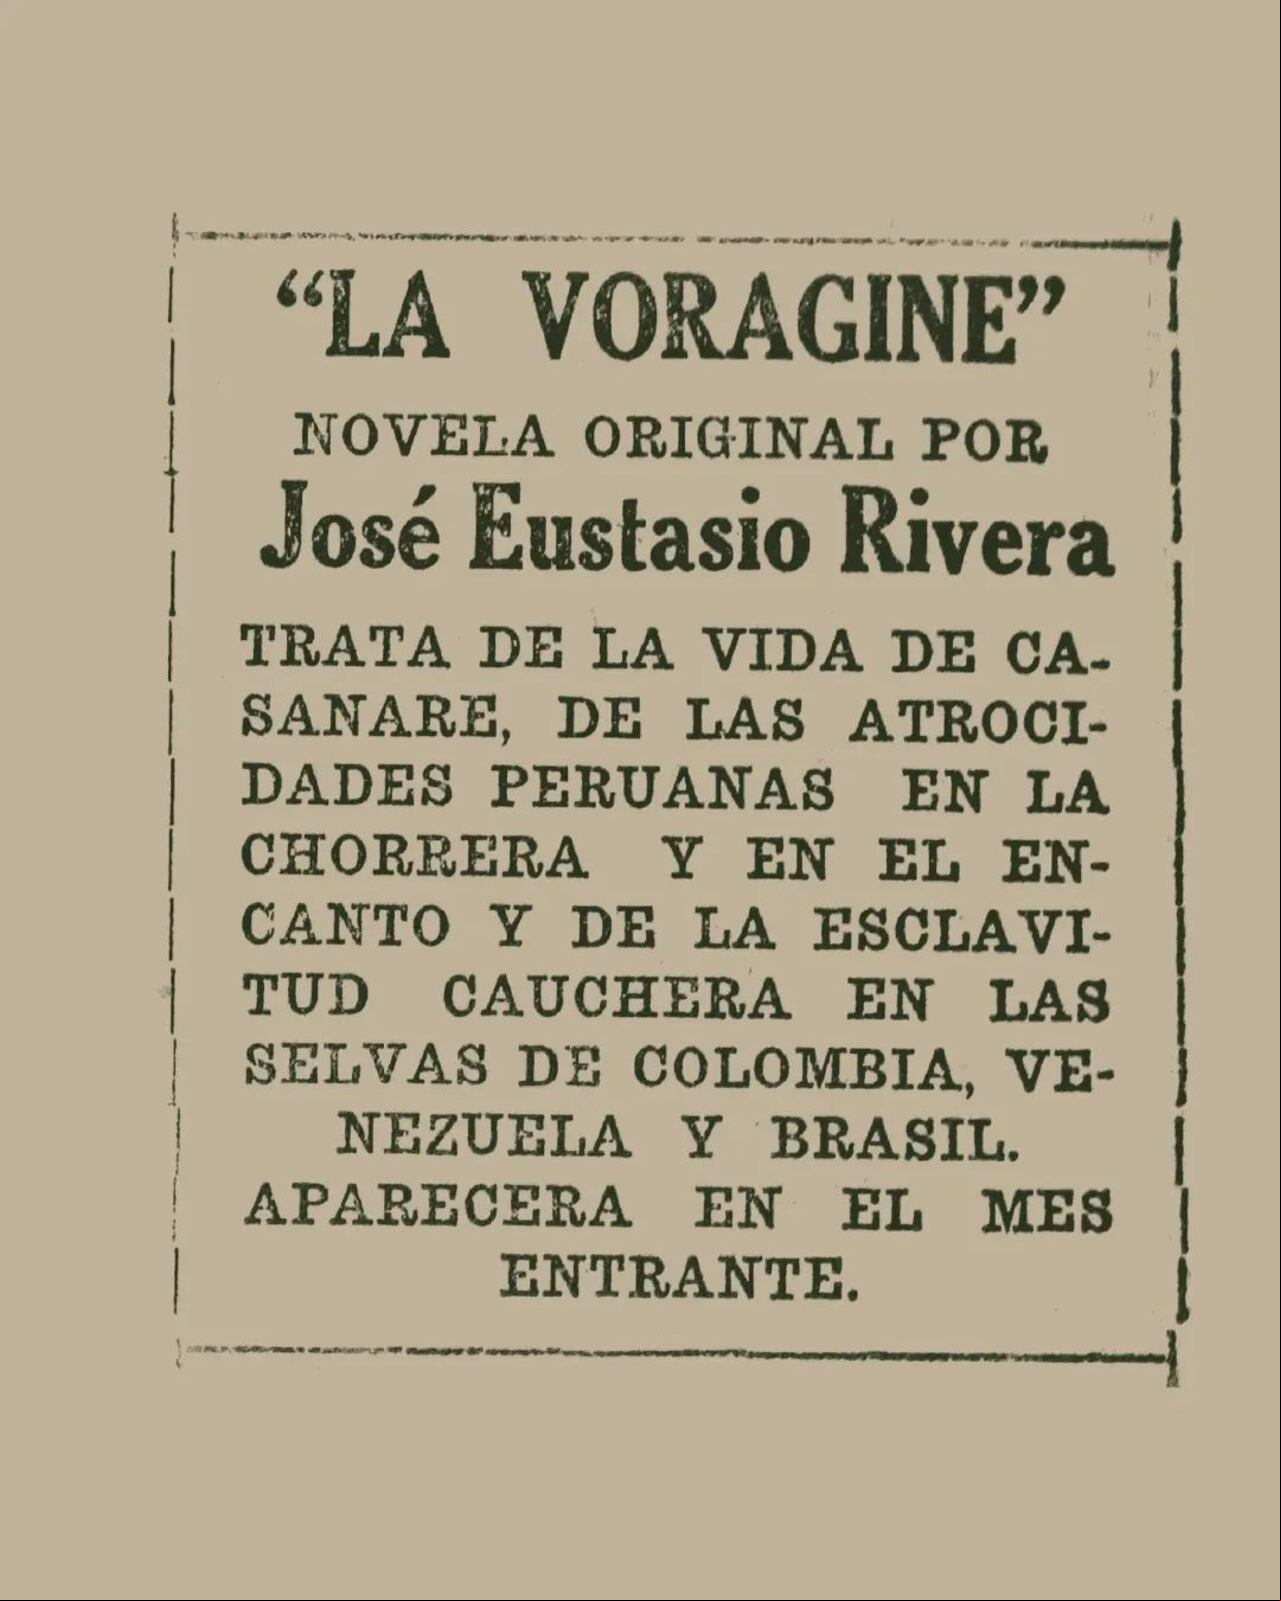 “LA VORAGINE”
NOVELA ORIGINAL POR
José Eustasio Rivera
TRATA DE LA VIDA DE CA-
SANARE, DE LAS ATROCI-
DADES PERUANAS EN LA
CHORRERA Y EN EL EN-
CANTO Y DE LA ESCLAVI-
TUD CAUCHERA EN LAS
SELVAS DE COLOMBIA, VE-
NEZUELA Y BRASIL.
APARECERA EN EL MES
ENTRANTE.